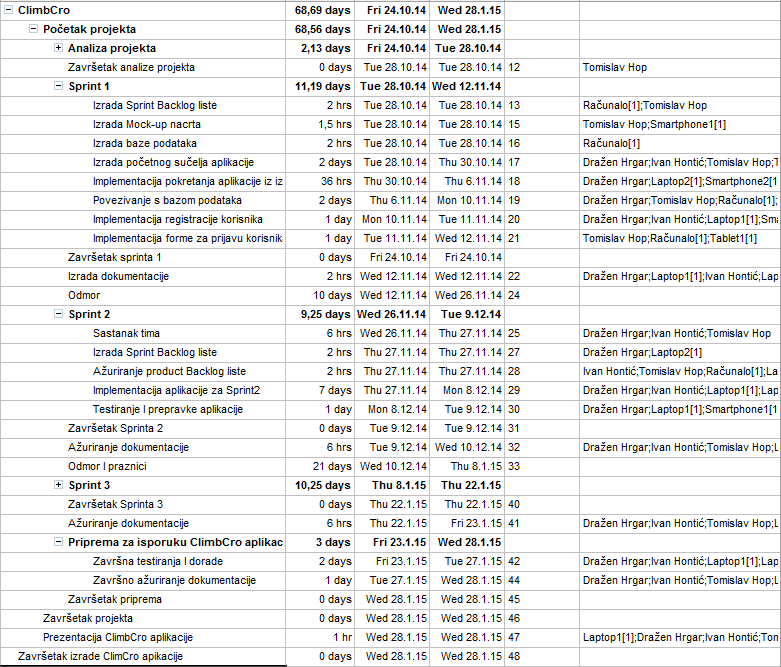 ClimbCro 68,69 days Fri 24.10.14 Wed 28.1.15
Početak projekta 68,56 days Fri 24.10.14 Wed 28.1.15
Analiza projekta 2,13 days Fri 24.10.14 Tue 28.10.14
Završetak analize projekta 0 days Tue 28.10.14 Tue 28.10.14 12 Tomislav Hop
Sprint 1 11,19 days Tue 28.10.14 Wed 12.11.14
Izrada Sprint Backlog liste 2 hrs Tue 28.10.14 Tue 28.10.14 13 Računalo[1];Tomislav Hop
Izrada Mock-up nacrta 1,5 hrs Tue 28.10.14 Tue 28.10.14 15 Tomislav Hop;Smartphone1[1]
Izrada baze podataka 2 hrs Tue 28.10.14 Tue 28.10.14 16 Računalo[1]
Izrada početnog sučelja aplikacije 2 days Tue 28.10.14 Thu 30.10.14 17 Dražen Hrgar;Ivan Hontić;Tomislav Hop;T
Implementacija pokretanja aplikacije iz iz 36 hrs Thu 30.10.14 Thu 6.11.14 18 Dražen Hrgar;Laptop2[1];Smartphone2[1
Povezivanje s bazom podataka 2 days Thu 6.11.14 Mon 10.11.14 19 Dražen Hrgar;Tomislav Hop;Računalo[1];
Implementacija registracije korisnika 1 day Mon 10.11.14 Tue 11.11.14 20 Dražen Hrgar;Ivan Hontić;Laptop1[1];Sma
Implementacija forme za prijavu korisnik 1 day Tue 11.11.14 Wed 12.11.14 21 Tomislav Hop;Računalo[1];Tablet1[1]
Završetak sprinta 1 0 days Fri 24.10.14 Fri 24.10.14
Izrada dokumentacije 2 hrs Wed 12.11.14 Wed 12.11.14 22 Dražen Hrgar;Laptop1[1];Ivan Hontić;Lap
Odmor 10 days Wed 12.11.14 Wed 26.11.14 24
Sprint 2 9,25 days Wed 26.11.14 Tue 9.12.14
Sastanak tima 6 hrs Wed 26.11.14 Thu 27.11.14 25 Dražen Hrgar;Ivan Hontić;Tomislav Hop
Izrada Sprint Backlog liste 2 hrs Thu 27.11.14 Thu 27.11.14 27 Dražen Hrgar;Laptop2[1]
Ažuriranje product Backlog liste 2 hrs Thu 27.11.14 Thu 27.11.14 28 Ivan Hontić;Tomislav Hop;Računalo[1];La
Implementacija aplikacije za Sprint2 7 days Thu 27.11.14 Mon 8.12.14 29 Dražen Hrgar;Ivan Hontić;Laptop1[1];Lap
Testiranje I prepravke aplikacije 1 day Mon 8.12.14 Tue 9.12.14 30 Dražen Hrgar;Laptop1[1];Smartphone1[1
Završetak Sprinta 2 0 days Tue 9.12.14 Tue 9.12.14 31
Ažuriranje dokumentacije 6 hrs Tue 9.12.14 Wed 10.12.14 32 Dražen Hrgar;Ivan Hontić;Tomislav Hop;L
Odmor I praznici 21 days Wed 10.12.14 Thu 8.1.15 33
Sprint 3 10,25 days Thu 8.1.15 Thu 22.1.15
Završetak Sprinta 3 0 days Thu 22.1.15 Thu 22.1.15 40
Ažuriranje dokumentacije 6 hrs Thu 22.1.15 Fri 23.1.15 41 Dražen Hrgar;Ivan Hontić;Tomislav Hop;L
Priprema za isporuku ClimbCro aplikac 3 days Fri 23.1.15 Wed 28.1.15
Završna testiranja I dorade 2 days Fri 23.1.15 Tue 27.1.15 42 Dražen Hrgar;Ivan Hontić;Laptop1[1];Lap
Završno ažuriranje dokumentacije 1 day Tue 27.1.15 Wed 28.1.15 44 Dražen Hrgar;Ivan Hontić;Tomislav Hop;L
Završetak priprema 0 days Wed 28.1.15 Wed 28.1.15 45
Završetak projekta 0 days Wed 28.1.15 Wed 28.1.15 46
Prezentacija ClimbCro aplikacije 1 hr Wed 28.1.15 Wed 28.1.15 47 Laptop1[1];Dražen Hrgar;Ivan Hontić;Tom
Završetak izrade ClimCro apikacije 0 days Wed 28.1.15 Wed 28.1.15 48